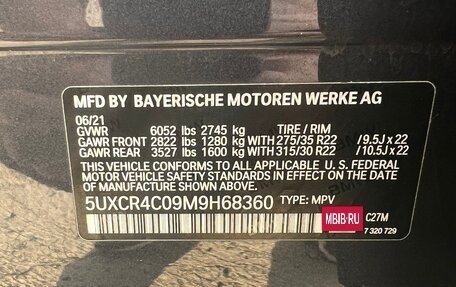 MFD BY BAYERISCHE MOTOREN WERKE AG
06/21
GVWR 6052 lbs 2745 kg TIRE / RIM
GAWR FRONT 2822 lbs 1280 kg WITH 275/35 R22 / 9.5J x 22
GAWR REAR 3527 lbs 1600 kg WITH 315/30 R22 / 10.5J x 22
THIS VEHICLE CONFORMS TO ALL APPLICABLE U.S. FEDERAL
MOTOR VEHICLE SAFETY STANDARDS IN EFFECT ON THE
DATE OF MANUFACTURE SHOWN ABOVE.
5UXCR4C09M9H68360 TYPE: MPV
MBIB.RU
C27M
7 320 729